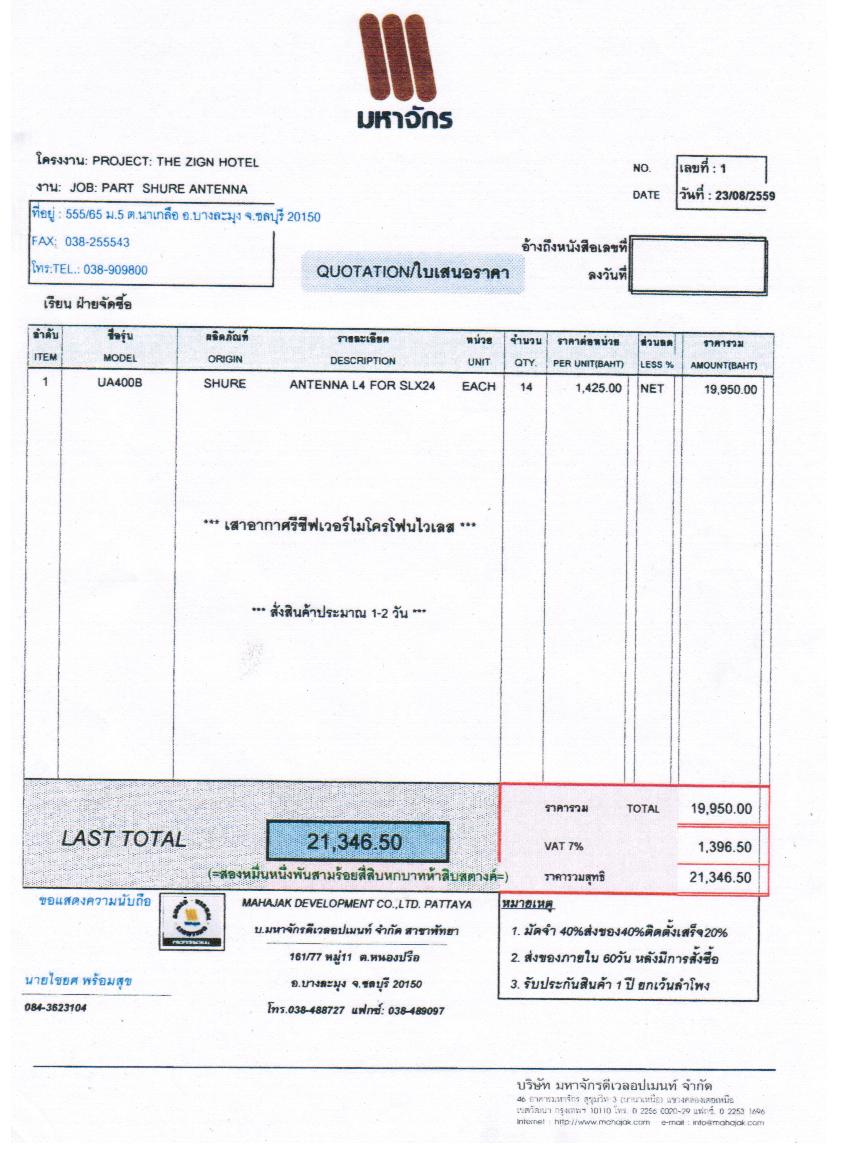 มหาจักร
โครงงาน: PROJECT: THE ZIGN HOTEL
NO. เลขที่ : 1
งาน: JOB: PART SHURE ANTENNA
DATE วันที่ : 23/08/2559
ที่อยู่ : 555/65 ม.5 ต.นาเกลือ อ.บางละมุง จ.ชลบุรี 20150
FAX: 038-255543
อ้างถึงหนังสือเลขที่
โทร:TEL.: 038-909800
QUOTATION/ใบเสนอราคา
ลงวันที่
เรียน ฝ่ายจัดซื้อ
ลำดับ ชื่อรุ่น ผลิตภัณฑ์ รายละเอียด หน่วย จำนวน ราคาต่อหน่วย ส่วนลด ราคารวม
ITEM MODEL ORIGIN DESCRIPTION UNIT QTY. PER UNIT(BAHT) LESS % AMOUNT(BAHT)
1 UA400B SHURE ANTENNA L4 FOR SLX24 EACH 14 1,425.00 NET 19,950.00
*** เสาอากาศรีซีฟเวอร์ไมโครโฟนไวเลส ***
*** สั่งสินค้าประมาณ 1-2 วัน ***
ราคารวม TOTAL 19,950.00
LAST TOTAL 21,346.50
VAT 7% 1,396.50
(=สองหมื่นหนึ่งพันสามร้อยสี่สิบหกบาทห้าสิบสตางค์=)
ราคารวมสุทธิ 21,346.50
ขอแสดงความนับถือ
MAHAJAK DEVELOPMENT CO.,LTD. PATTAYA
หมายเหตุ
บ.มหาจักรดีเวลอปเมนท์ จำกัด สาขาพัทยา
1. มัดจำ 40%ส่งของ40%ติดตั้งเสร็จ20%
PROFESSIONAL
161/77 หมู่11 ต.หนองปรือ
2. ส่งของภายใน 60วัน หลังมีการสั่งซื้อ
นายไชยศ พร้อมสุข
อ.บางละมุง จ.ชลบุรี 20150
3. รับประกันสินค้า 1 ปี ยกเว้นลำโพง
084-3623104
โทร.038-488727 แฟกซ์: 038-489097
บริษัท มหาจักรดีเวลอปเมนท์ จำกัด
46 อาคารมหาจักร สุขุมวิท 3 (นานาเหนือ) แขวงคลองเตยเหนือ
เขตวัฒนา กรุงเทพฯ 10110 โทร. 0 2256 0020-29 แฟกซ์. 0 2253 1696
Internet : http://www.mahajak.com e-mail : info@mahajak.com